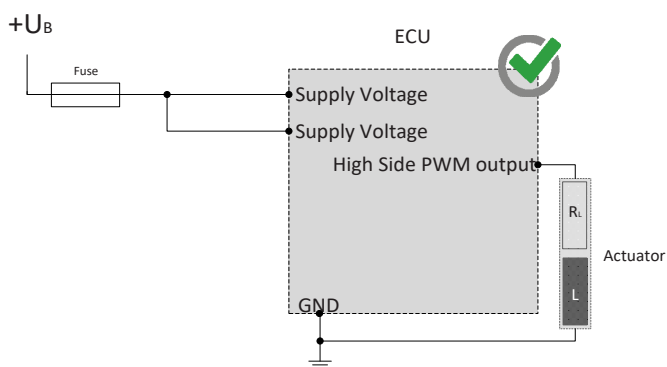 +UB
ECU
Fuse
Supply Voltage
Supply Voltage
High Side PWM output
RL
Actuator
L
GND